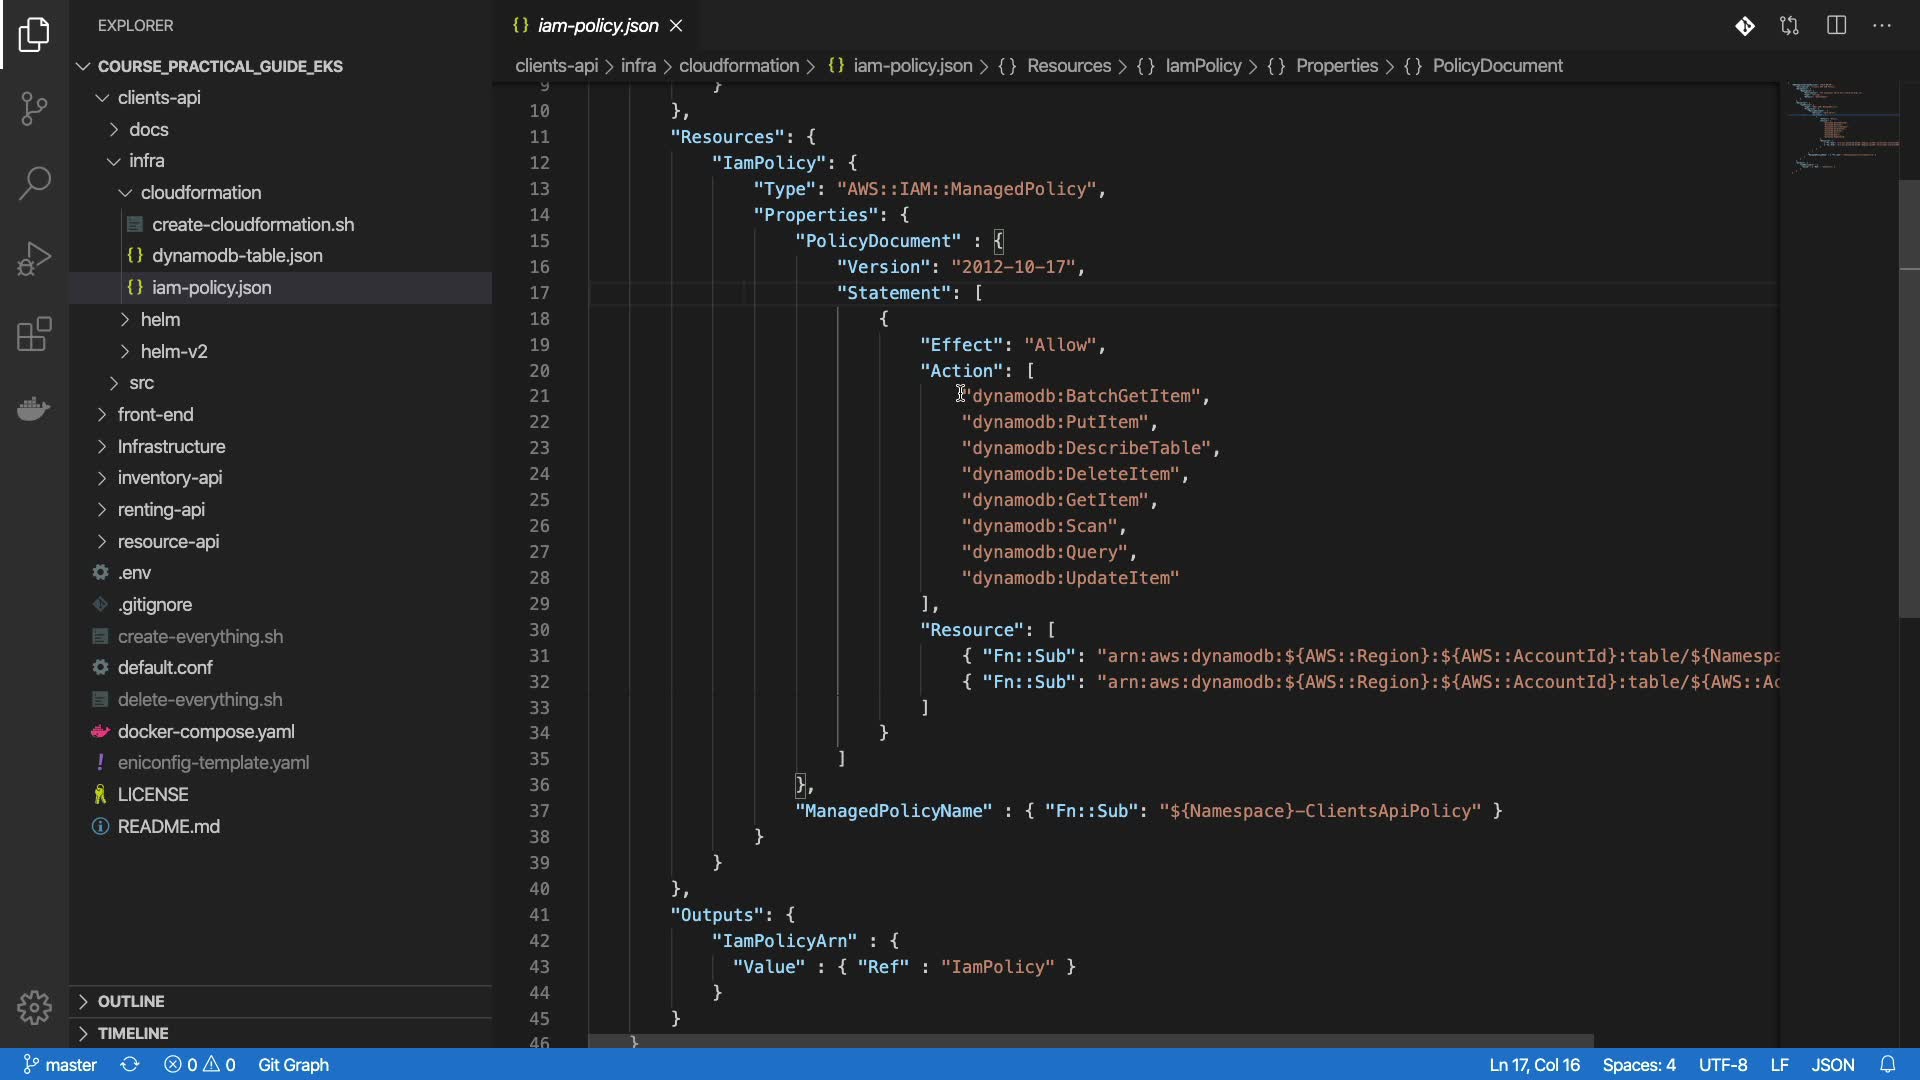 EXPLORER
COURSE_PRACTICAL_GUIDE_EKS
clients-api
docs
infra
cloudformation
create-cloudformation.sh
dynamodb-table.json
iam-policy.json
helm
helm-v2
src
front-end
Infrastructure
inventory-api
renting-api
resource-api
.env
.gitignore
create-everything.sh
default.conf
delete-everything.sh
docker-compose.yaml
eniconfig-template.yaml
LICENSE
README.md
OUTLINE
TIMELINE
{} iam-policy.json
clients-api > infra > cloudformation > {} iam-policy.json > {} Resources > {} IamPolicy > {} Properties > {} PolicyDocument
9 }
10 },
11 "Resources": {
12 "IamPolicy": {
13 "Type": "AWS::IAM::ManagedPolicy",
14 "Properties": {
15 "PolicyDocument" : {
16 "Version": "2012-10-17",
17 "Statement": [
18 {
19 "Effect": "Allow",
20 "Action": [
21 "dynamodb:BatchGetItem",
22 "dynamodb:PutItem",
23 "dynamodb:DescribeTable",
24 "dynamodb:DeleteItem",
25 "dynamodb:GetItem",
26 "dynamodb:Scan",
27 "dynamodb:Query",
28 "dynamodb:UpdateItem"
29 ],
30 "Resource": [
31 { "Fn::Sub": "arn:aws:dynamodb:${AWS::Region}:${AWS::AccountId}:table/${Namespa
32 { "Fn::Sub": "arn:aws:dynamodb:${AWS::Region}:${AWS::AccountId}:table/${AWS::Ac
33 ]
34 }
35 ]
36 },
37 "ManagedPolicyName" : { "Fn::Sub": "${Namespace}-ClientsApiPolicy" }
38 }
39 }
40 },
41 "Outputs": {
42 "IamPolicyArn" : {
43 "Value" : { "Ref" : "IamPolicy" }
44 }
45 }
46 }
master 0 0 Git Graph Ln 17, Col 16 Spaces: 4 UTF-8 LF JSON